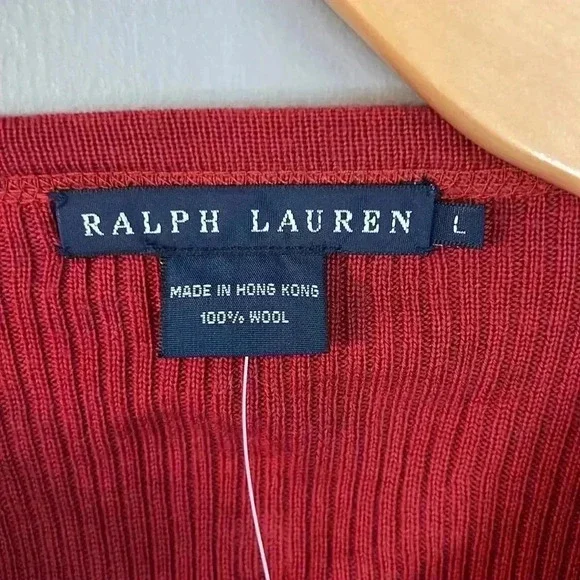 RALPH LAUREN L
MADE IN HONG KONG
100% WOOL